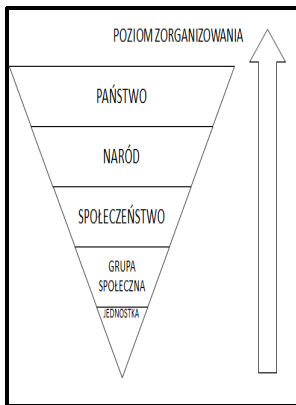 POZIOM ZORGANIZOWANIA
PAŃSTWO
NARÓD
SPOŁECZEŃSTWO
GRUPA
SPOŁECZNA
JEDNOSTKA